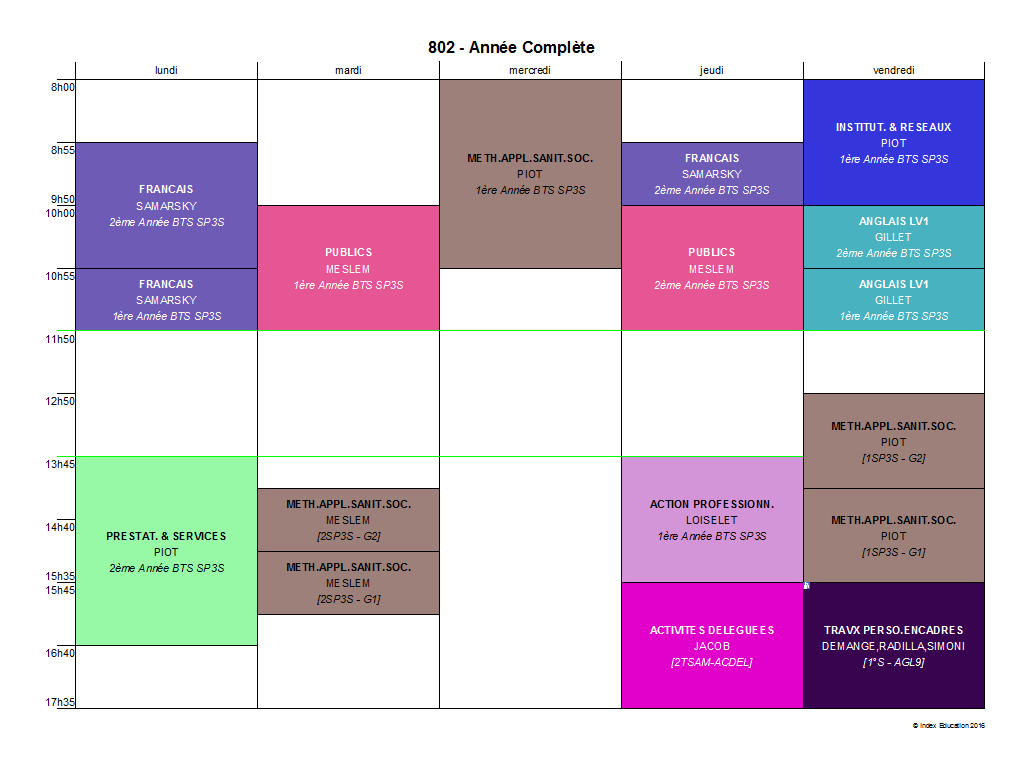 802 - Année Complète
lundi mardi mercredi jeudi vendredi
8h00
8h55
9h50
10h00
10h55
11h50
12h50
13h45
14h40
15h35
15h45
16h40
17h35
FRANCAIS
SAMARSKY
2ème Année BTS SP3S
FRANCAIS
SAMARSKY
1ère Année BTS SP3S
PRESTAT. & SERVICES
PIOT
2ème Année BTS SP3S
PUBLICS
MESLEM
1ère Année BTS SP3S
METH.APPL.SANIT.SOC.
MESLEM
[2SP3S - G2]
METH.APPL.SANIT.SOC.
MESLEM
[2SP3S - G1]
METH.APPL.SANIT.SOC.
PIOT
1ère Année BTS SP3S
FRANCAIS
SAMARSKY
2ème Année BTS SP3S
PUBLICS
MESLEM
2ème Année BTS SP3S
ACTION PROFESSIONN.
LOISELET
1ère Année BTS SP3S
ACTIVITES DELEGUEES
JACOB
[2TSAM-ACDEL]
INSTITUT. & RESEAUX
PIOT
1ère Année BTS SP3S
ANGLAIS LV1
GILLET
2ème Année BTS SP3S
ANGLAIS LV1
GILLET
1ère Année BTS SP3S
METH.APPL.SANIT.SOC.
PIOT
[1SP3S - G2]
METH.APPL.SANIT.SOC.
PIOT
[1SP3S - G1]
TRAVX PERSO.ENCADRES
DEMANGE,RADILLA,SIMONI
[1°S - AGL9]
© Index Education 2016